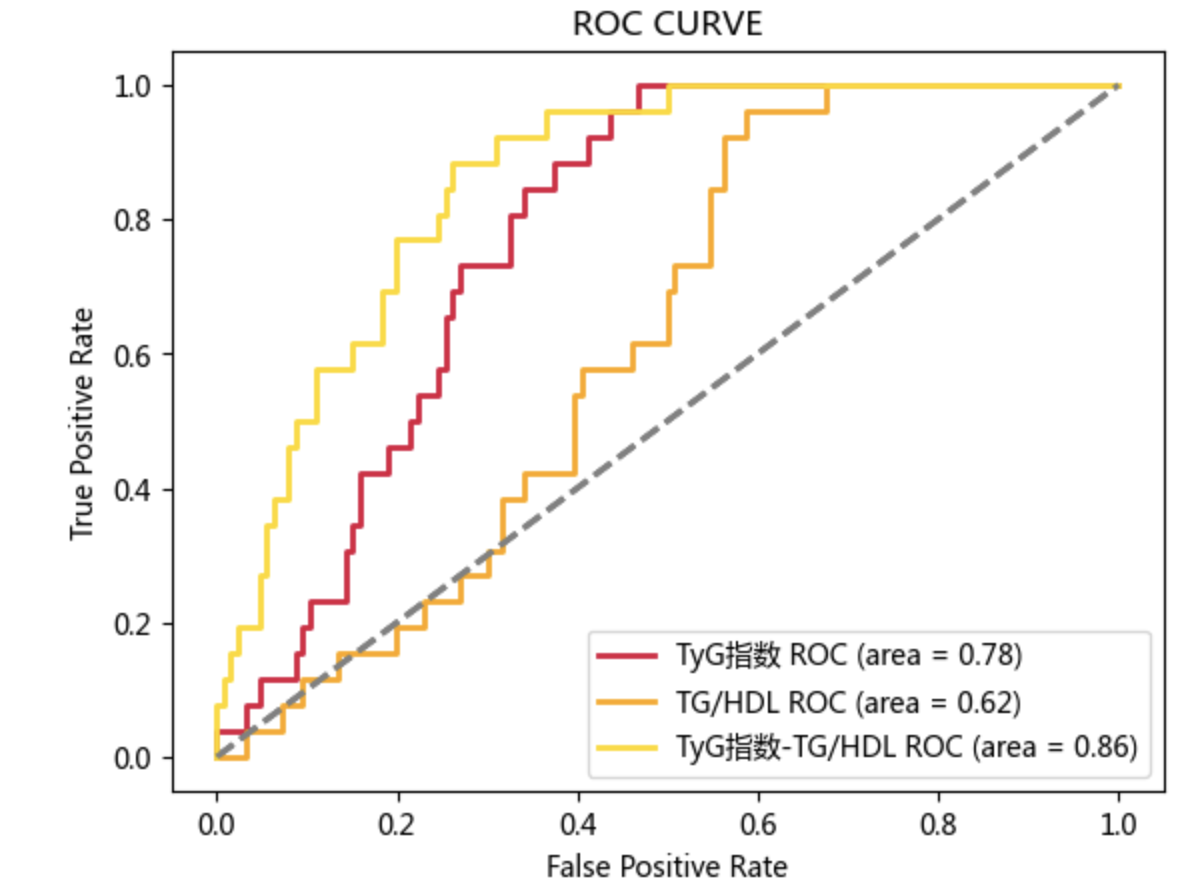 ROC CURVE
True Positive Rate
1.0
0.8
0.6
0.4
0.2
0.0
TyG指数 ROC (area = 0.78)
TG/HDL ROC (area = 0.62)
TyG指数-TG/HDL ROC (area = 0.86)
0.0 0.2 0.4 0.6 0.8 1.0
False Positive Rate